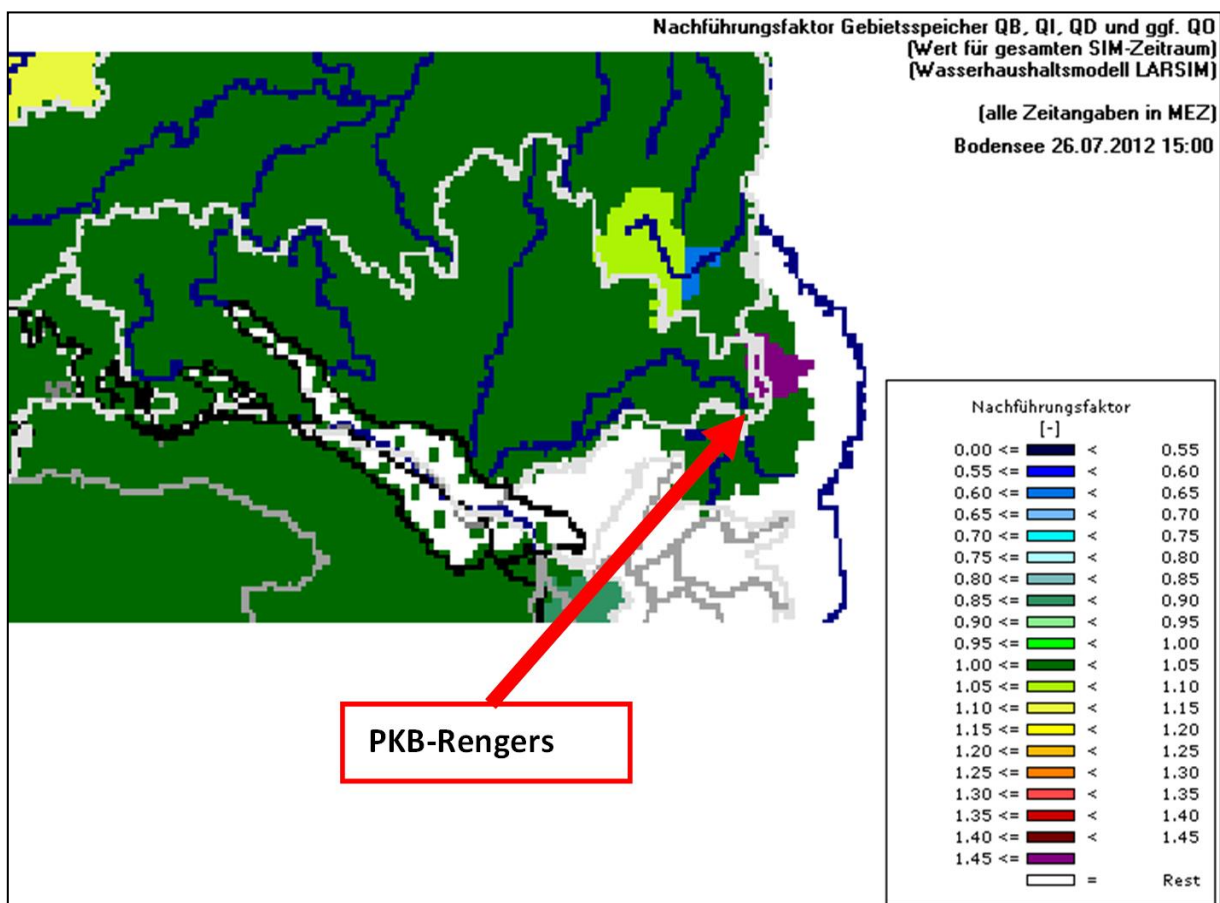 Nachführungsfaktor Gebietsspeicher QB, QI, QD und ggf. QO
(Wert für gesamten SIM-Zeitraum)
(Wasserhaushaltsmodell LARSIM)
(alle Zeitangaben in MEZ)
Bodensee 26.07.2012 15:00
PKB-Rengers
Nachführungsfaktor
[-]
0.00 <= < 0.55
0.55 <= < 0.60
0.60 <= < 0.65
0.65 <= < 0.70
0.70 <= < 0.75
0.75 <= < 0.80
0.80 <= < 0.85
0.85 <= < 0.90
0.90 <= < 0.95
0.95 <= < 1.00
1.00 <= < 1.05
1.05 <= < 1.10
1.10 <= < 1.15
1.15 <= < 1.20
1.20 <= < 1.25
1.25 <= < 1.30
1.30 <= < 1.35
1.35 <= < 1.40
1.40 <= < 1.45
1.45 <=
= Rest